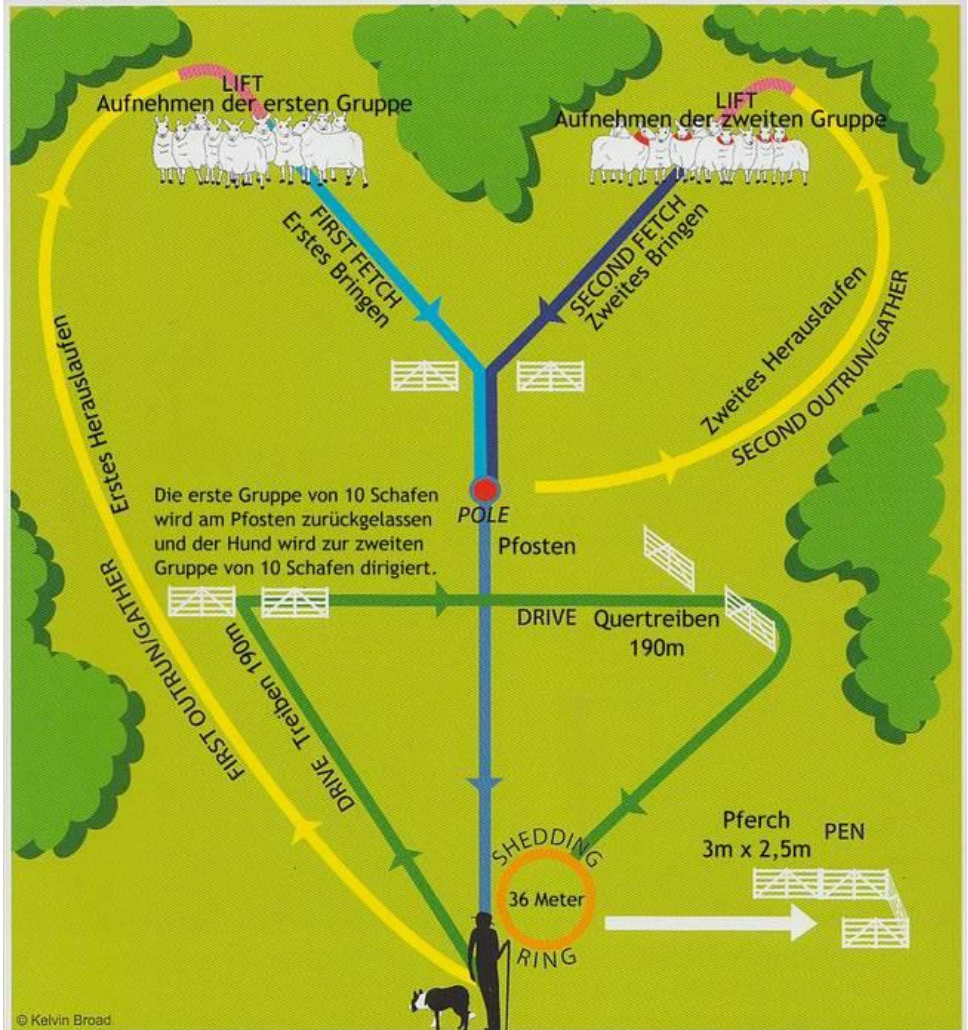 LIFT
Aufnehmen der ersten Gruppe
LIFT
Aufnehmen der zweiten Gruppe
FIRST FETCH
Erstes Bringen
SECOND FETCH
Zweites Bringen
Erstes Herauslaufen
FIRST OUTRUN/GATHER
Zweites Herauslaufen
SECOND OUTRUN/GATHER
Die erste Gruppe von 10 Schafen
wird am Pfosten zurückgelassen
und der Hund wird zur zweiten
Gruppe von 10 Schafen dirigiert.
POLE
Pfosten
DRIVE Treiben 190m
DRIVE Quertreiben
190m
SHEDDING
36 Meter
RING
Pferch PEN
3m x 2,5m
© Kelvin Broad